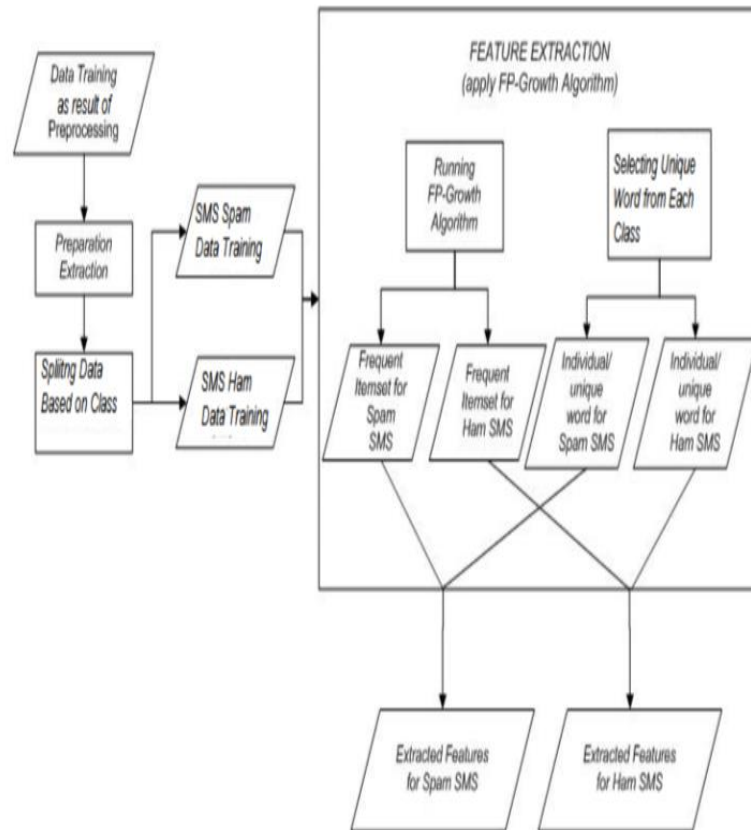 Data Training
as result of
Preprocessing
Preparation
Extraction
Spliitng Data
Based on Class
SMS Spam
Data Training
SMS Ham
Data Training
FEATURE EXTRACTION
(apply FP-Growth Algorithm)
Running
FP-Growth
Algorithm
Selecting Unique
Word from Each
Class
Frequent
Itemset for
Spam
SMS
Frequent
Itemset for
Ham SMS
Individual/
unique
word for
Spam SMS
Individual/
unique
word for
Ham SMS
Extracted Features
for Spam SMS
Extracted Features
for Ham SMS